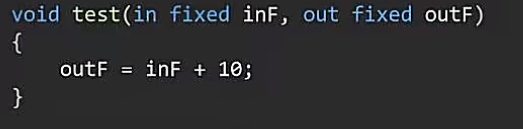 void test(in fixed inF, out fixed outF)
{
    outF = inF + 10;
}